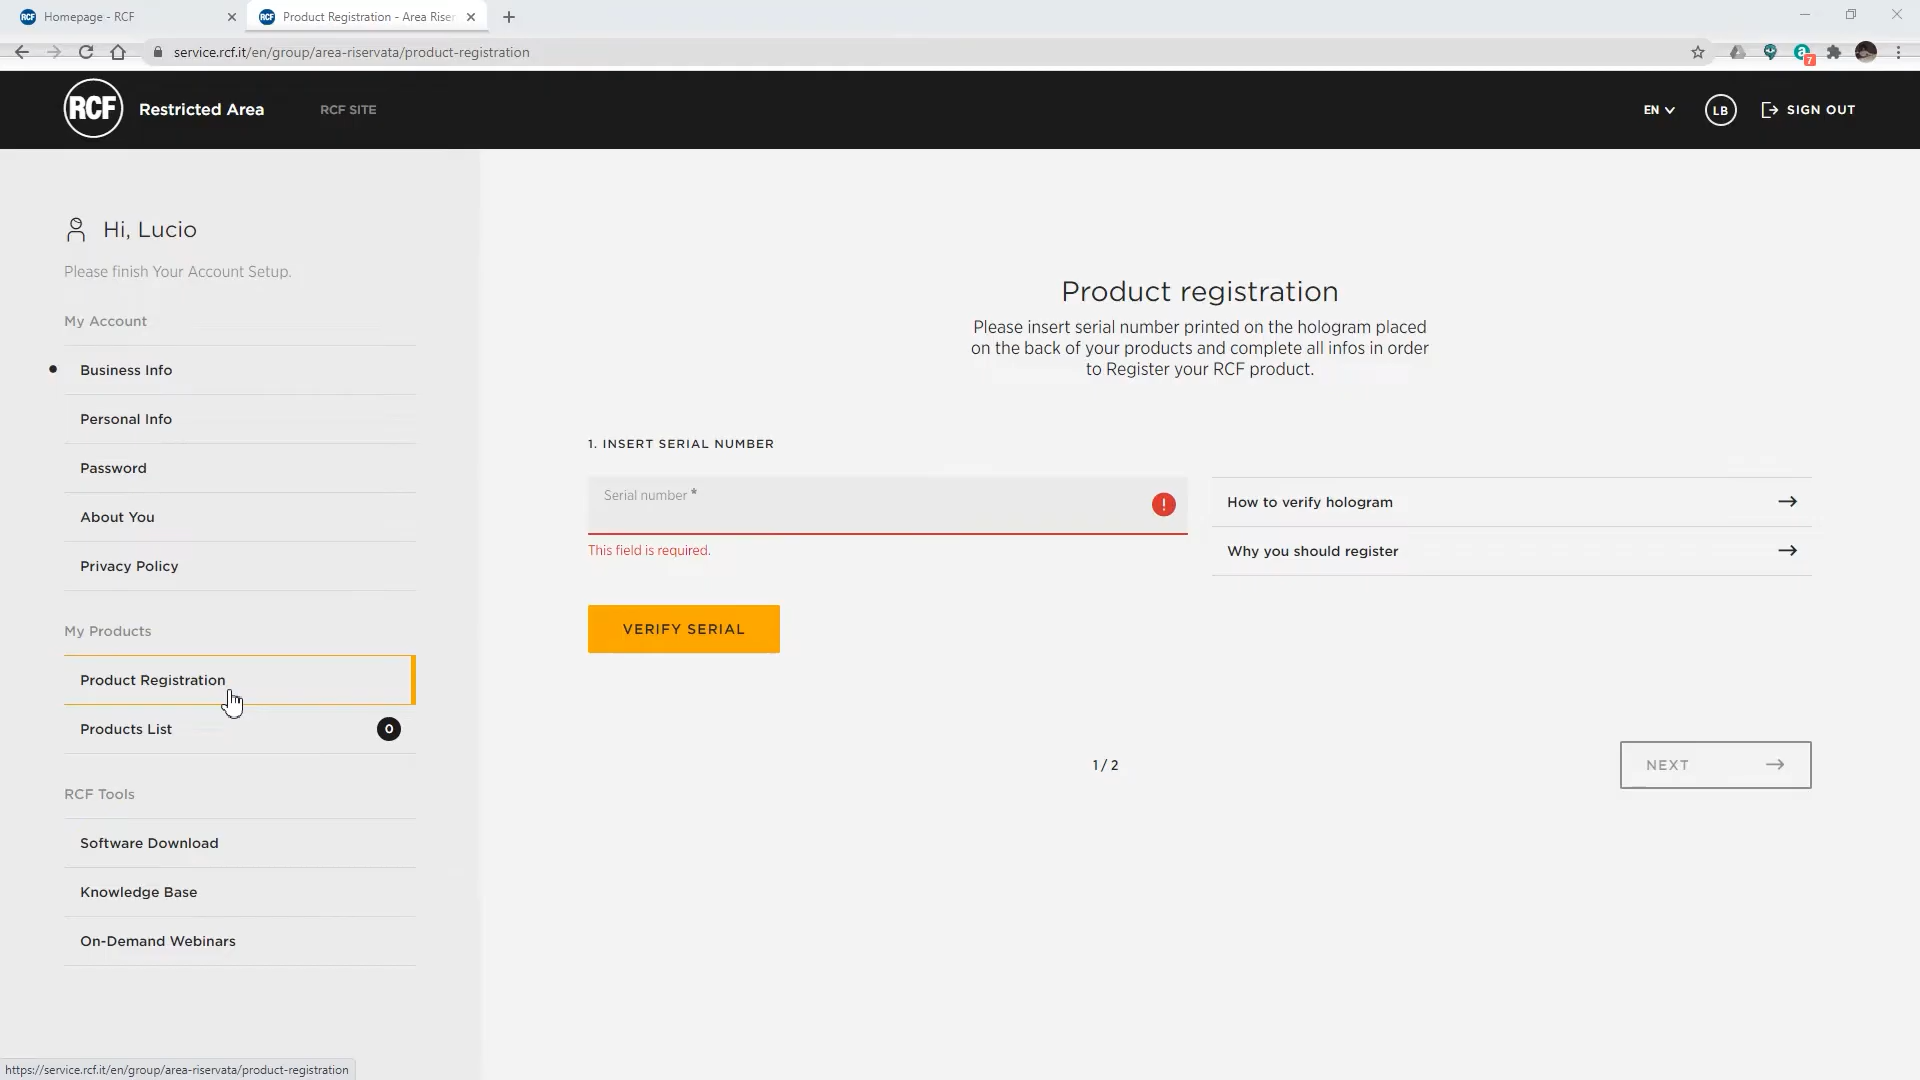 RCF Homepage - RCF
RCF Product Registration - Area Riser
service.rcf.it/en/group/area-riservata/product-registration
a 7
RCF Restricted Area RCF SITE
EN LB SIGN OUT
Hi, Lucio
Please finish Your Account Setup.
My Account
Business Info
Personal Info
Password
About You
Privacy Policy
My Products
Product Registration
Products List 0
RCF Tools
Software Download
Knowledge Base
On-Demand Webinars
Product registration
Please insert serial number printed on the hologram placed
on the back of your products and complete all infos in order
to Register your RCF product.
1. INSERT SERIAL NUMBER
Serial number *
!
This field is required.
How to verify hologram
Why you should register
VERIFY SERIAL
1 / 2
NEXT
https://service.rcf.it/en/group/area-riservata/product-registration